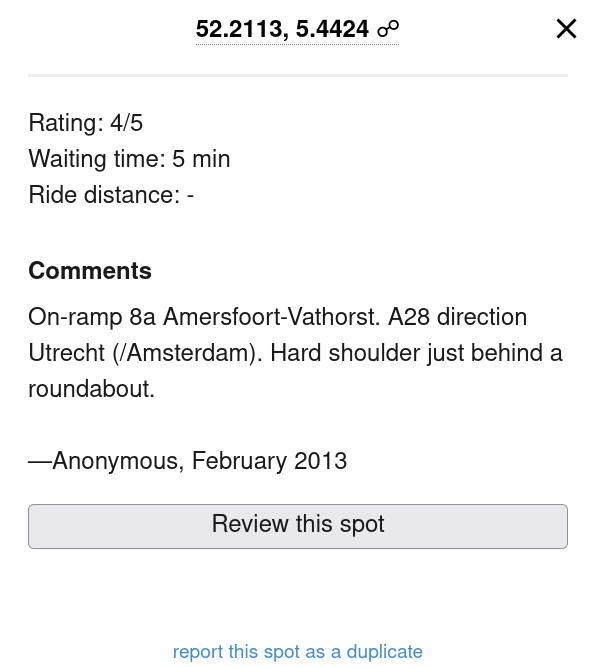 52.2113, 5.4424
Rating: 4/5
Waiting time: 5 min
Ride distance: -
Comments
On-ramp 8a Amersfoort-Vathorst. A28 direction
Utrecht (/Amsterdam). Hard shoulder just behind a
roundabout.
—Anonymous, February 2013
Review this spot
report this spot as a duplicate